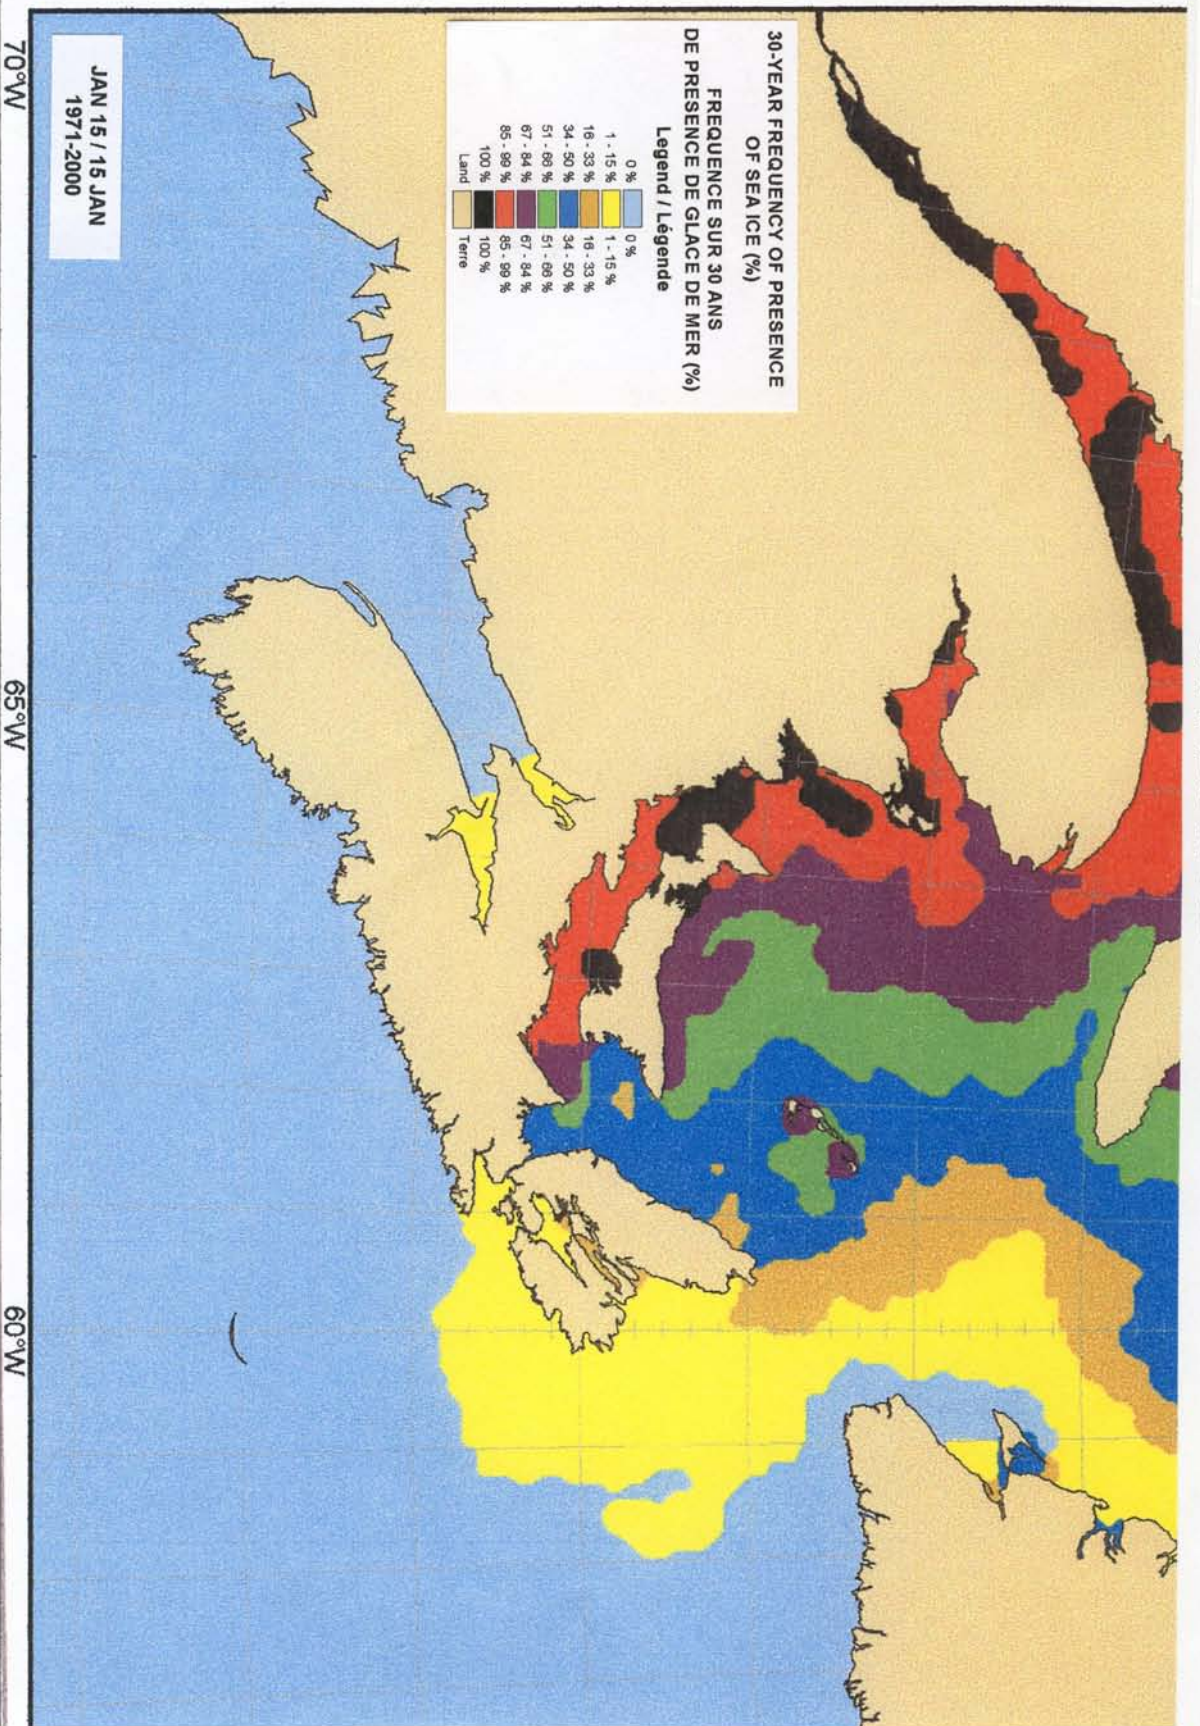 30-YEAR FREQUENCY OF PRESENCE
OF SEA ICE (%)
FREQUENCE SUR 30 ANS
DE PRESENCE DE GLACE DE MER (%)
Legend / Légende
0 % 0 %
1 - 15 % 1 - 15 %
16 - 33 % 16 - 33 %
34 - 50 % 34 - 50 %
51 - 66 % 51 - 66 %
67 - 84 % 67 - 84 %
85 - 99 % 85 - 99 %
100 % 100 %
Land Terre
JAN 15 / 15 JAN
1971-2000
70°W
65°W
60°W